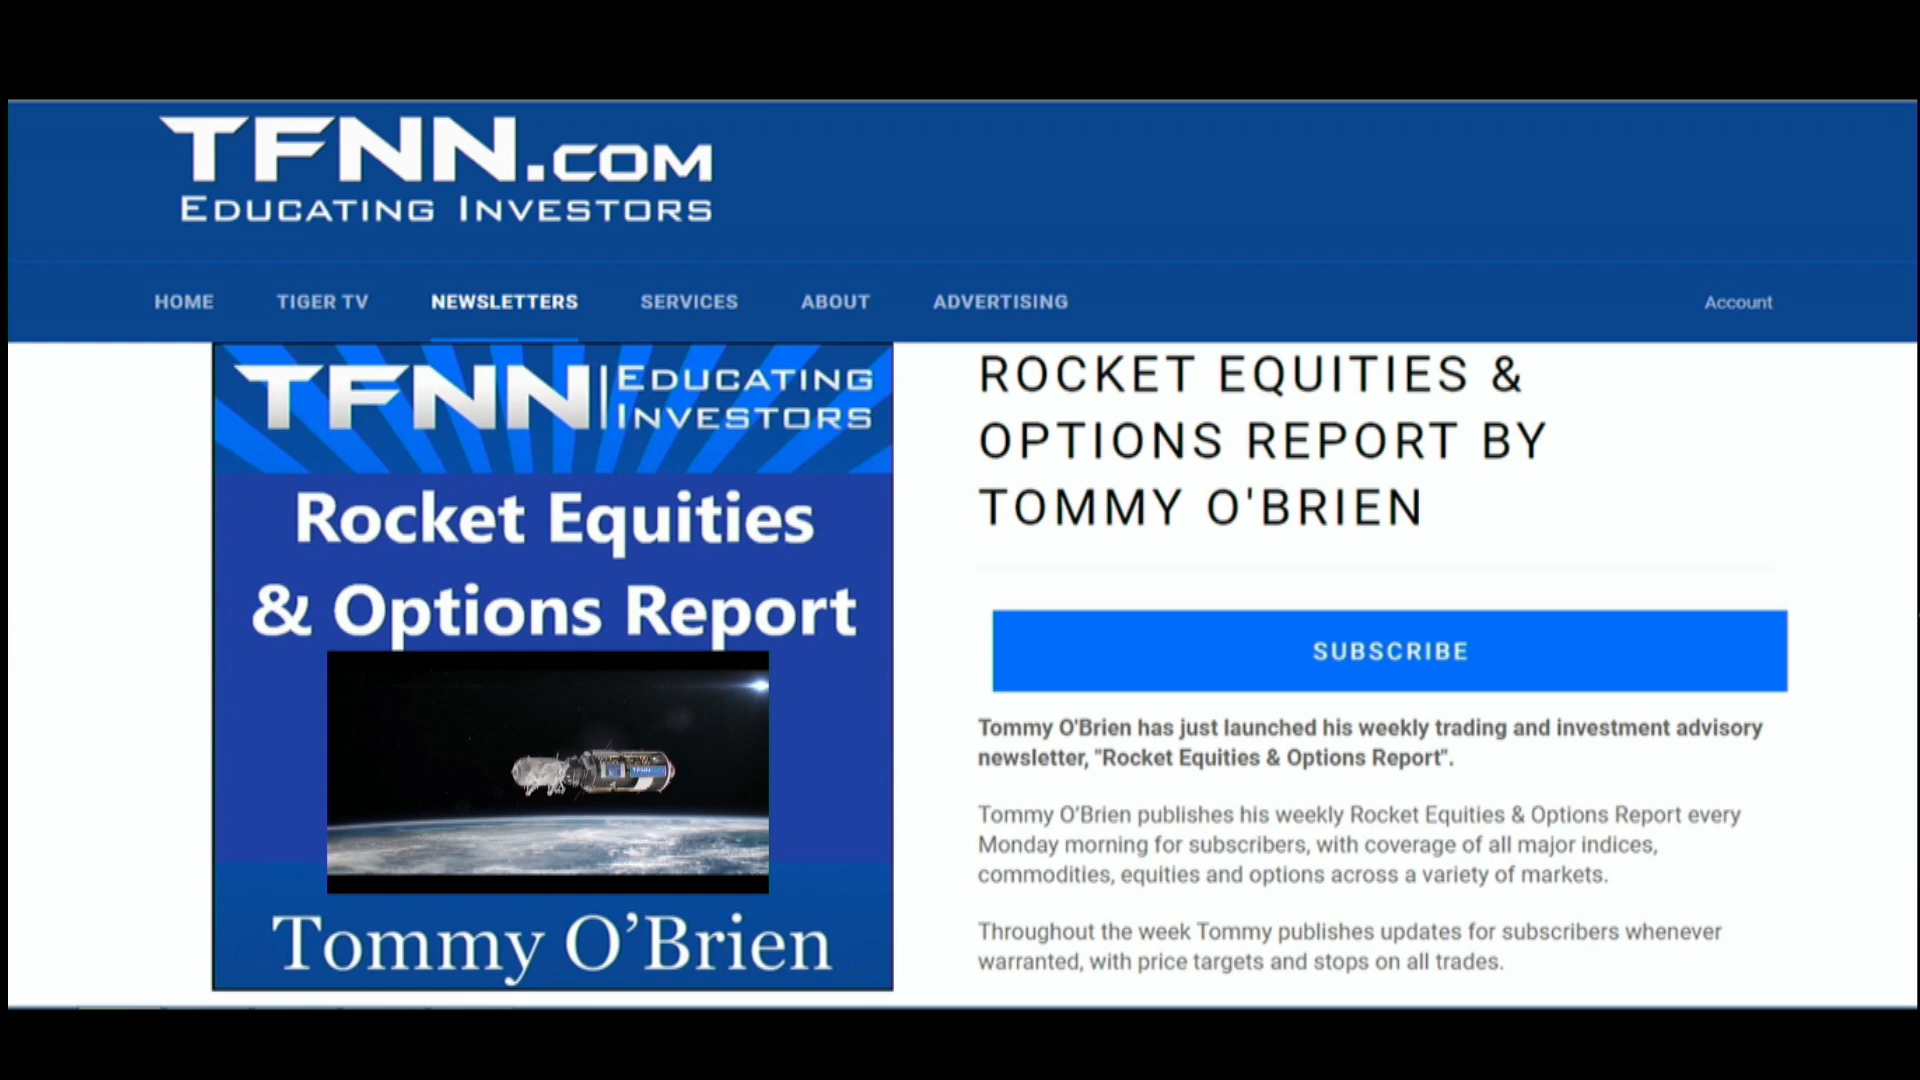 TFNN.COM
EDUCATING INVESTORS
HOME TIGER TV NEWSLETTERS SERVICES ABOUT ADVERTISING Account
TFNN EDUCATING
INVESTORS
Rocket Equities
& Options Report
TFNN
Tommy O’Brien
ROCKET EQUITIES &
OPTIONS REPORT BY
TOMMY O'BRIEN
SUBSCRIBE
Tommy O'Brien has just launched his weekly trading and investment advisory
newsletter, "Rocket Equities & Options Report".
Tommy O’Brien publishes his weekly Rocket Equities & Options Report every
Monday morning for subscribers, with coverage of all major indices,
commodities, equities and options across a variety of markets.
Throughout the week Tommy publishes updates for subscribers whenever
warranted, with price targets and stops on all trades.